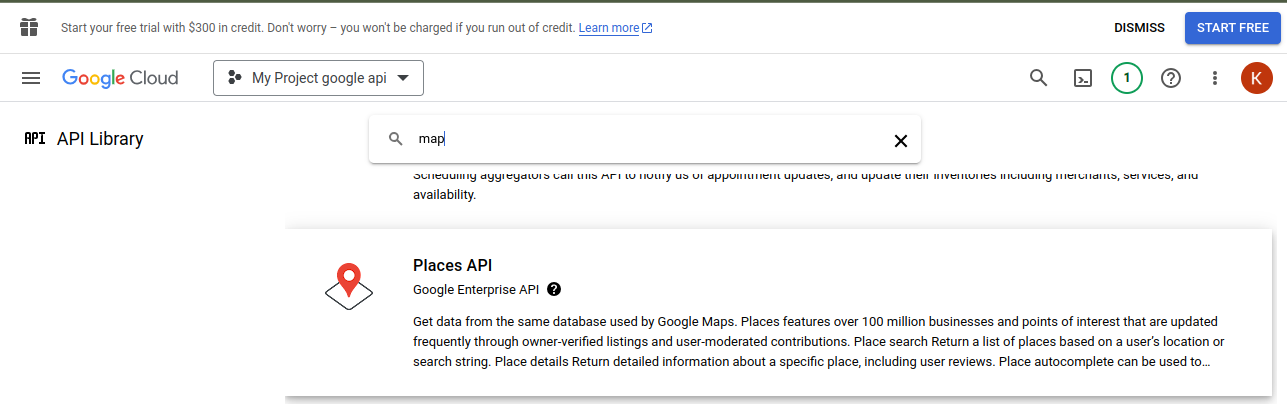 Start your free trial with $300 in credit. Don't worry – you won't be charged if you run out of credit. Learn more
DISMISS
START FREE
Google Cloud
My Project google api
1
K
API API Library
map
Scheduling aggregators call this API to notify us of appointment updates, and update their inventories including merchants, services, and
availability.
Places API
Google Enterprise API
Get data from the same database used by Google Maps. Places features over 100 million businesses and points of interest that are updated
frequently through owner-verified listings and user-moderated contributions. Place search Return a list of places based on a user's location or
search string. Place details Return detailed information about a specific place, including user reviews. Place autocomplete can be used to…